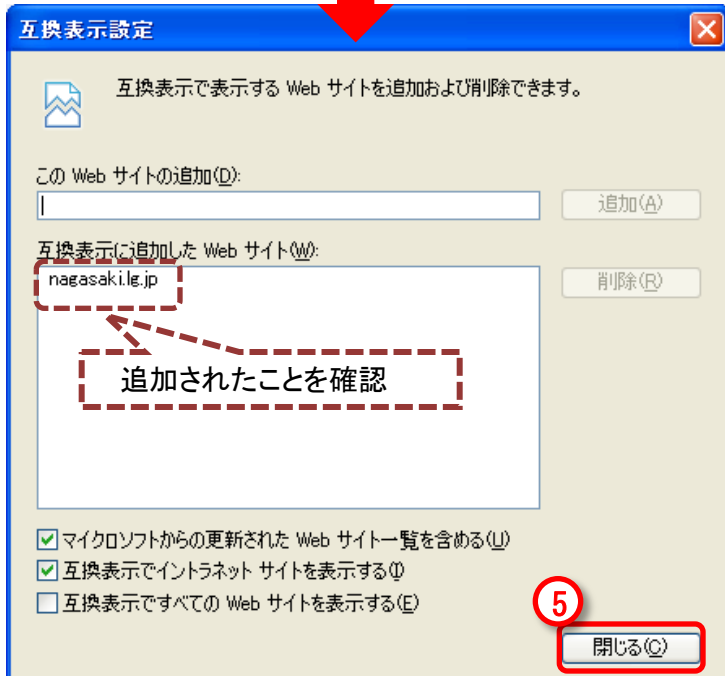 互換表示設定
互換表示で表示する Web サイトを追加および削除できます。
この Web サイトの追加(D):
追加(A)
互換表示に追加した Web サイト(W):
nagasaki.lg.jp
削除(R)
追加されたことを確認
マイクロソフトからの更新された Web サイト一覧を含める(U)
互換表示でイントラネット サイトを表示する(I)
互換表示ですべての Web サイトを表示する(E)
5
閉じる(C)